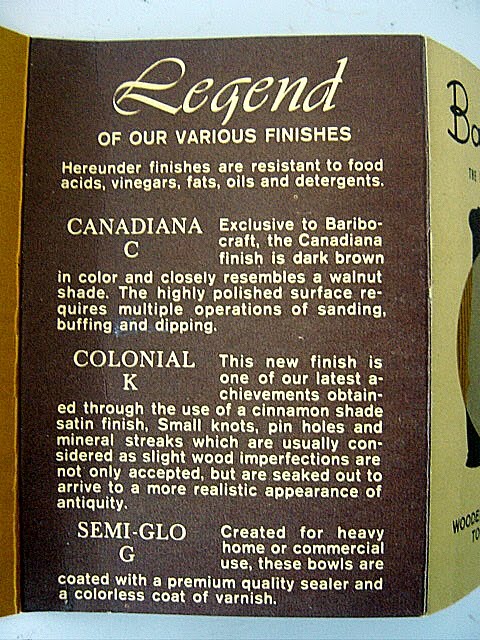 Legend
OF OUR VARIOUS FINISHES
Hereunder finishes are resistant to food
acids, vinegars, fats, oils and detergents.
CANADIANA
C
Exclusive to Baribo-
craft, the Canadiana
finish is dark brown
in color and closely resembles a walnut
shade. The highly polished surface re-
quires multiple operations of sanding,
buffing and dipping.
COLONIAL
K
This new finish is
one of our latest a-
chievements obtain-
ed through the use of a cinnamon shade
satin finish, Small knots, pin holes and
mineral streaks which are usually con-
sidered as slight wood imperfections are
not only accepted, but are seaked out to
arrive to a more realistic appearance of
antiquity.
SEMI-GLO
G
Created for heavy
home or commercial
use, these bowls are
coated with a premium quality sealer and
a colorless coat of varnish.
THE